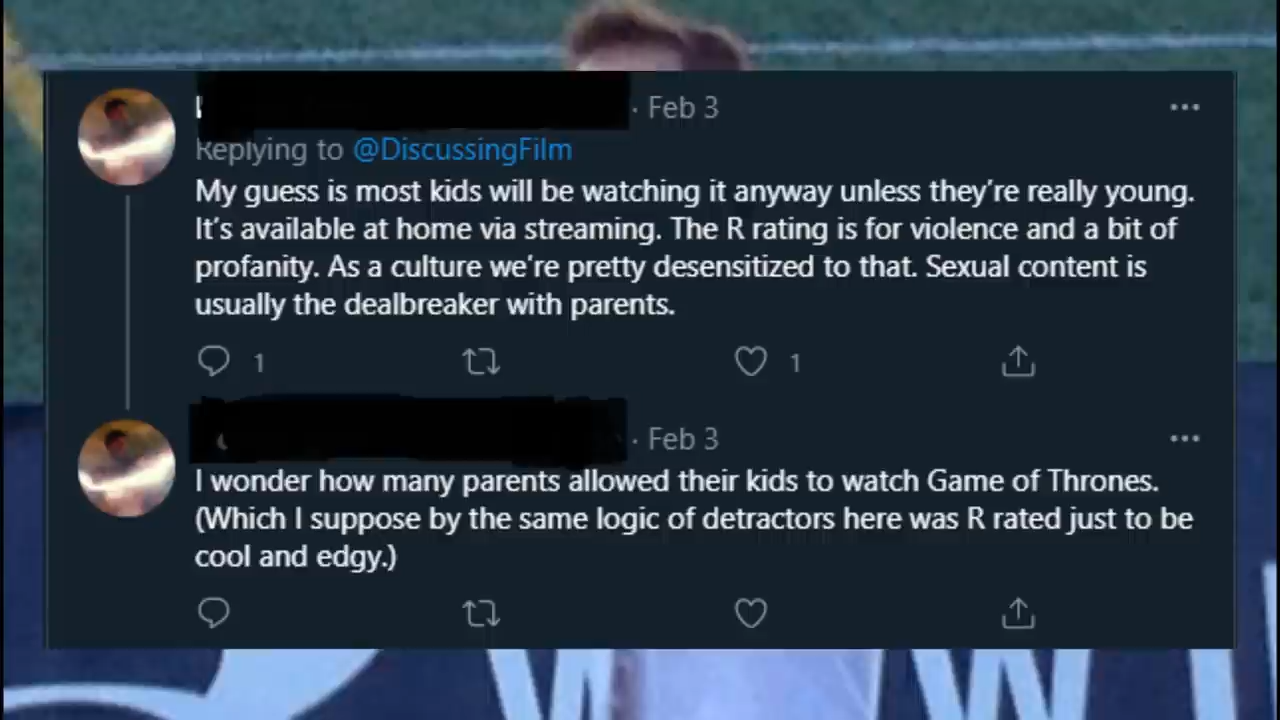 · Feb 3
Replying to @DiscussingFilm
My guess is most kids will be watching it anyway unless they're really young.
It's available at home via streaming. The R rating is for violence and a bit of
profanity. As a culture we're pretty desensitized to that. Sexual content is
usually the dealbreaker with parents.
1 1
· Feb 3
I wonder how many parents allowed their kids to watch Game of Thrones.
(Which I suppose by the same logic of detractors here was R rated just to be
cool and edgy.)